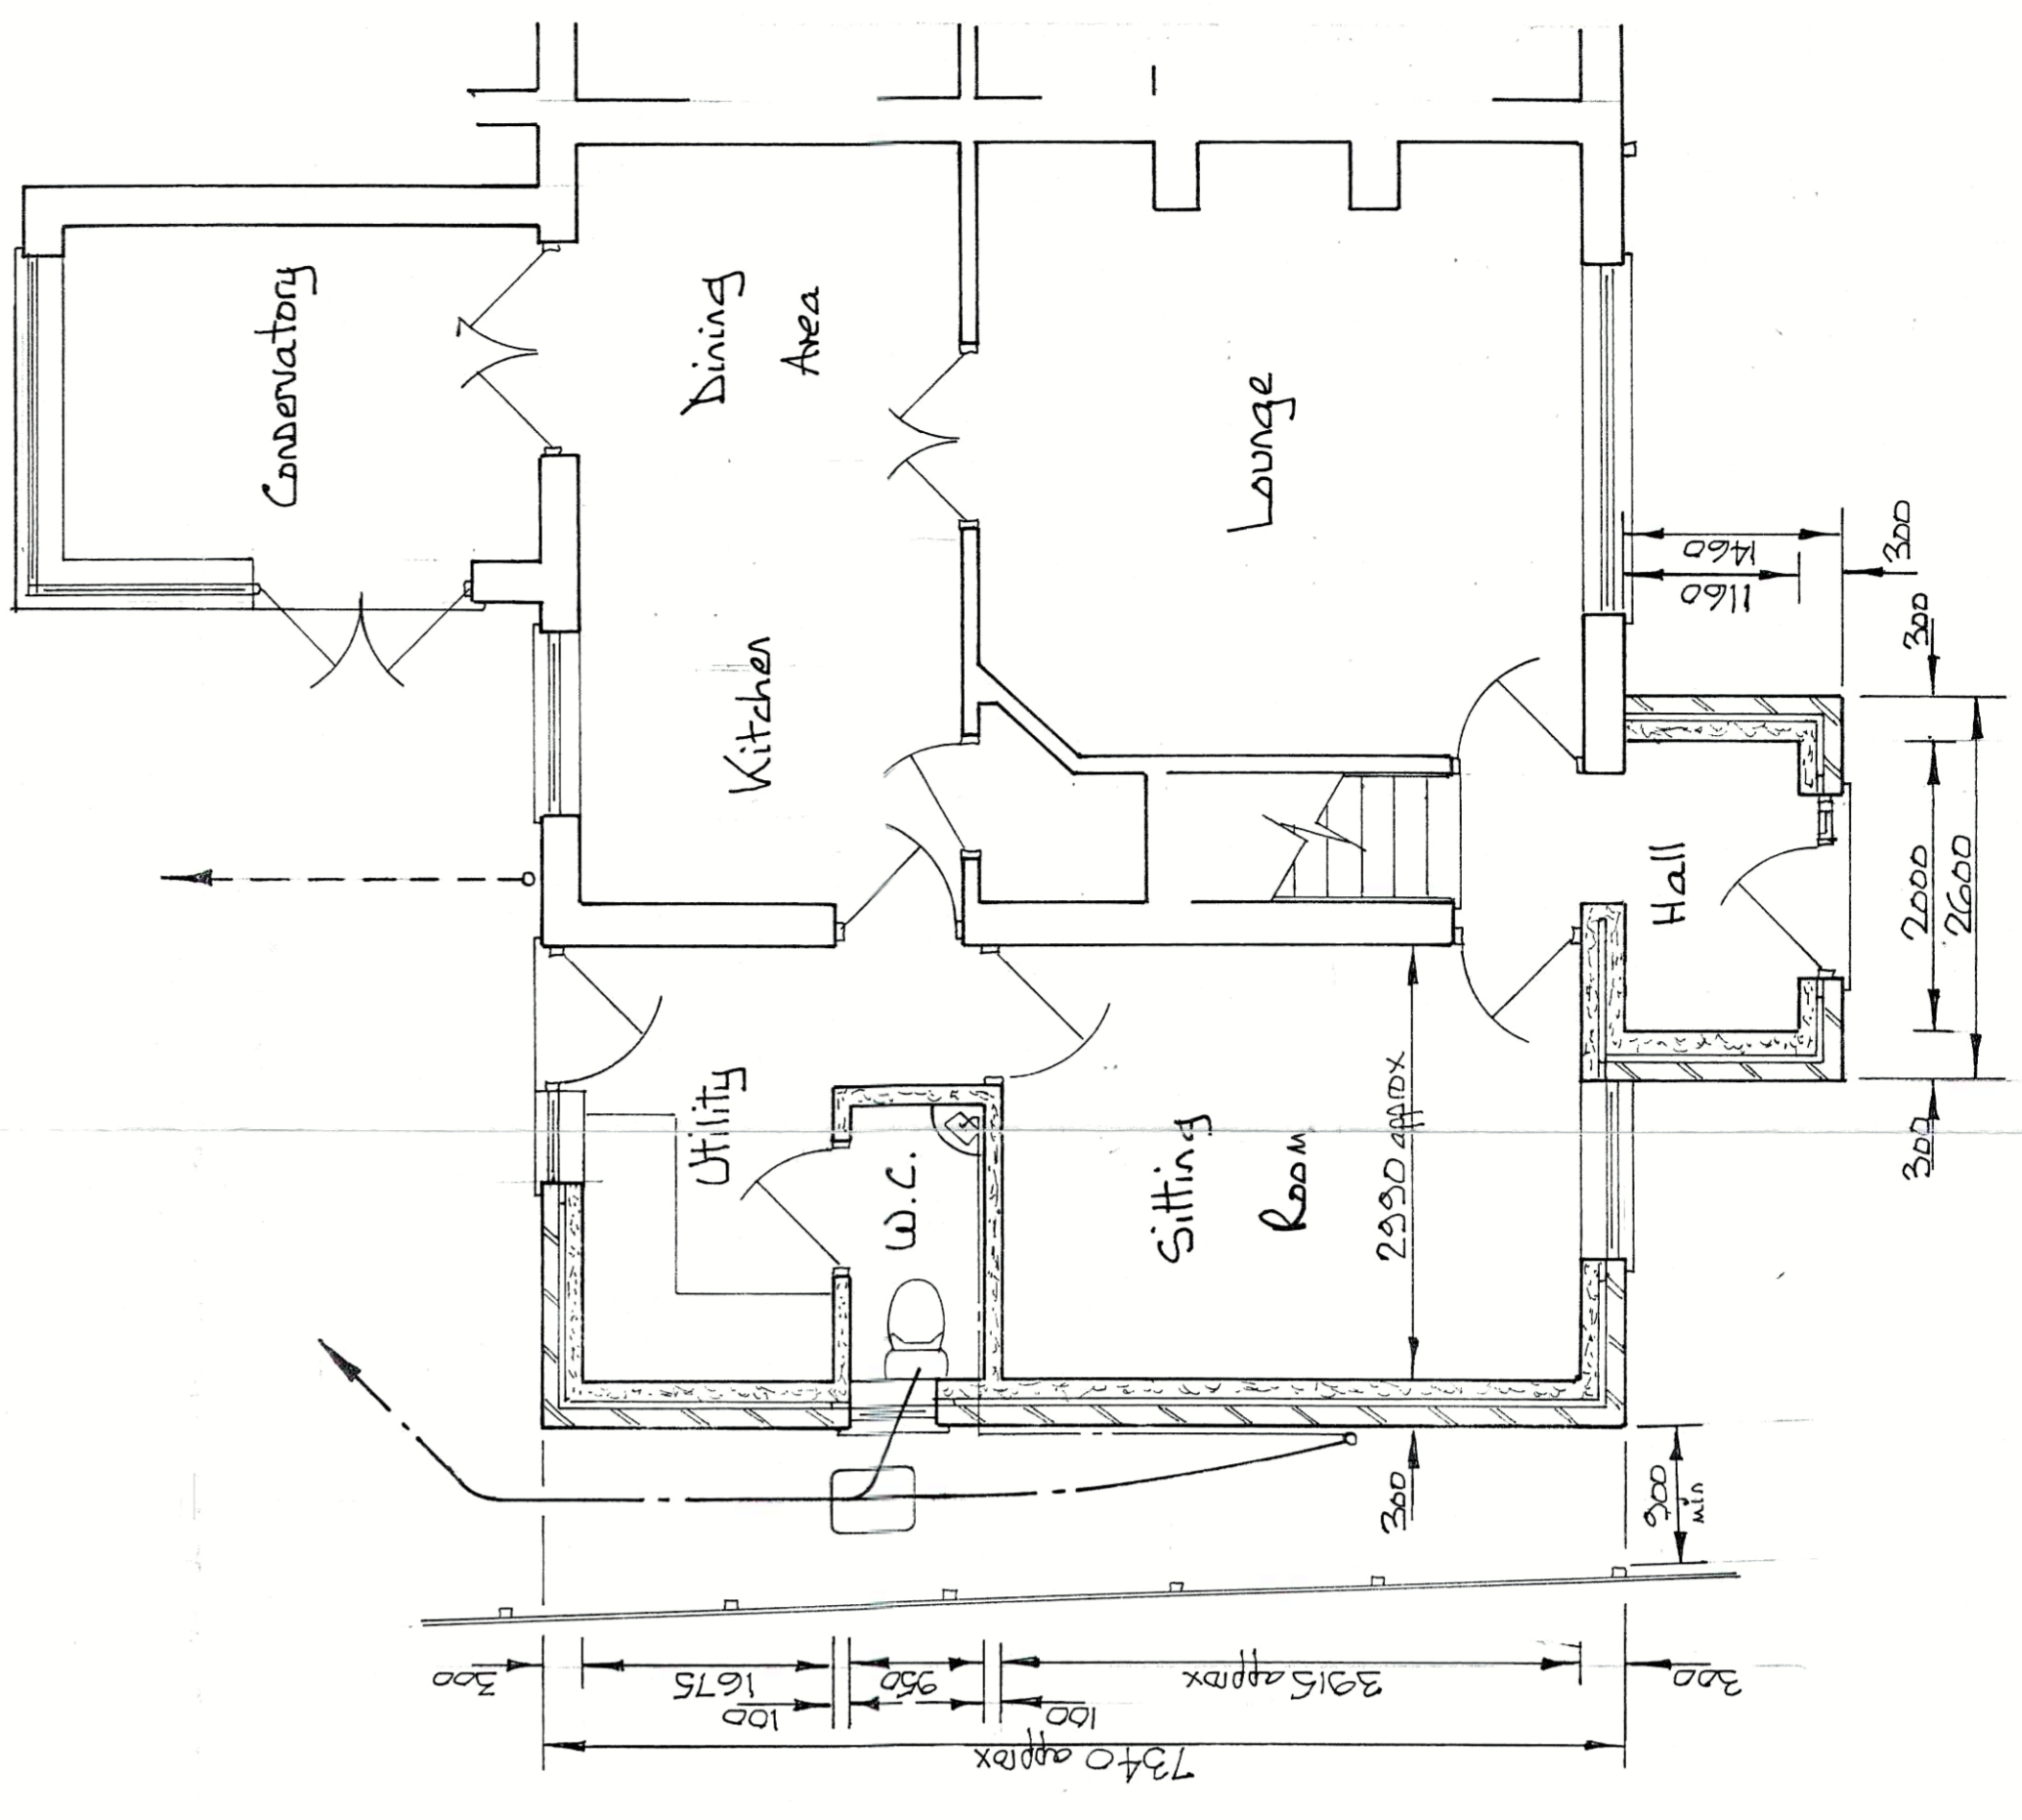 Conservatory
Dining
Area
Lounge
Kitchen
Hall
Utility
W.C.
Sitting
Room
2990 approx
1460
1160
300
300
2000
2600
300
300
900
min
300
1675
100
950
100
3915 approx
300
7340 approx